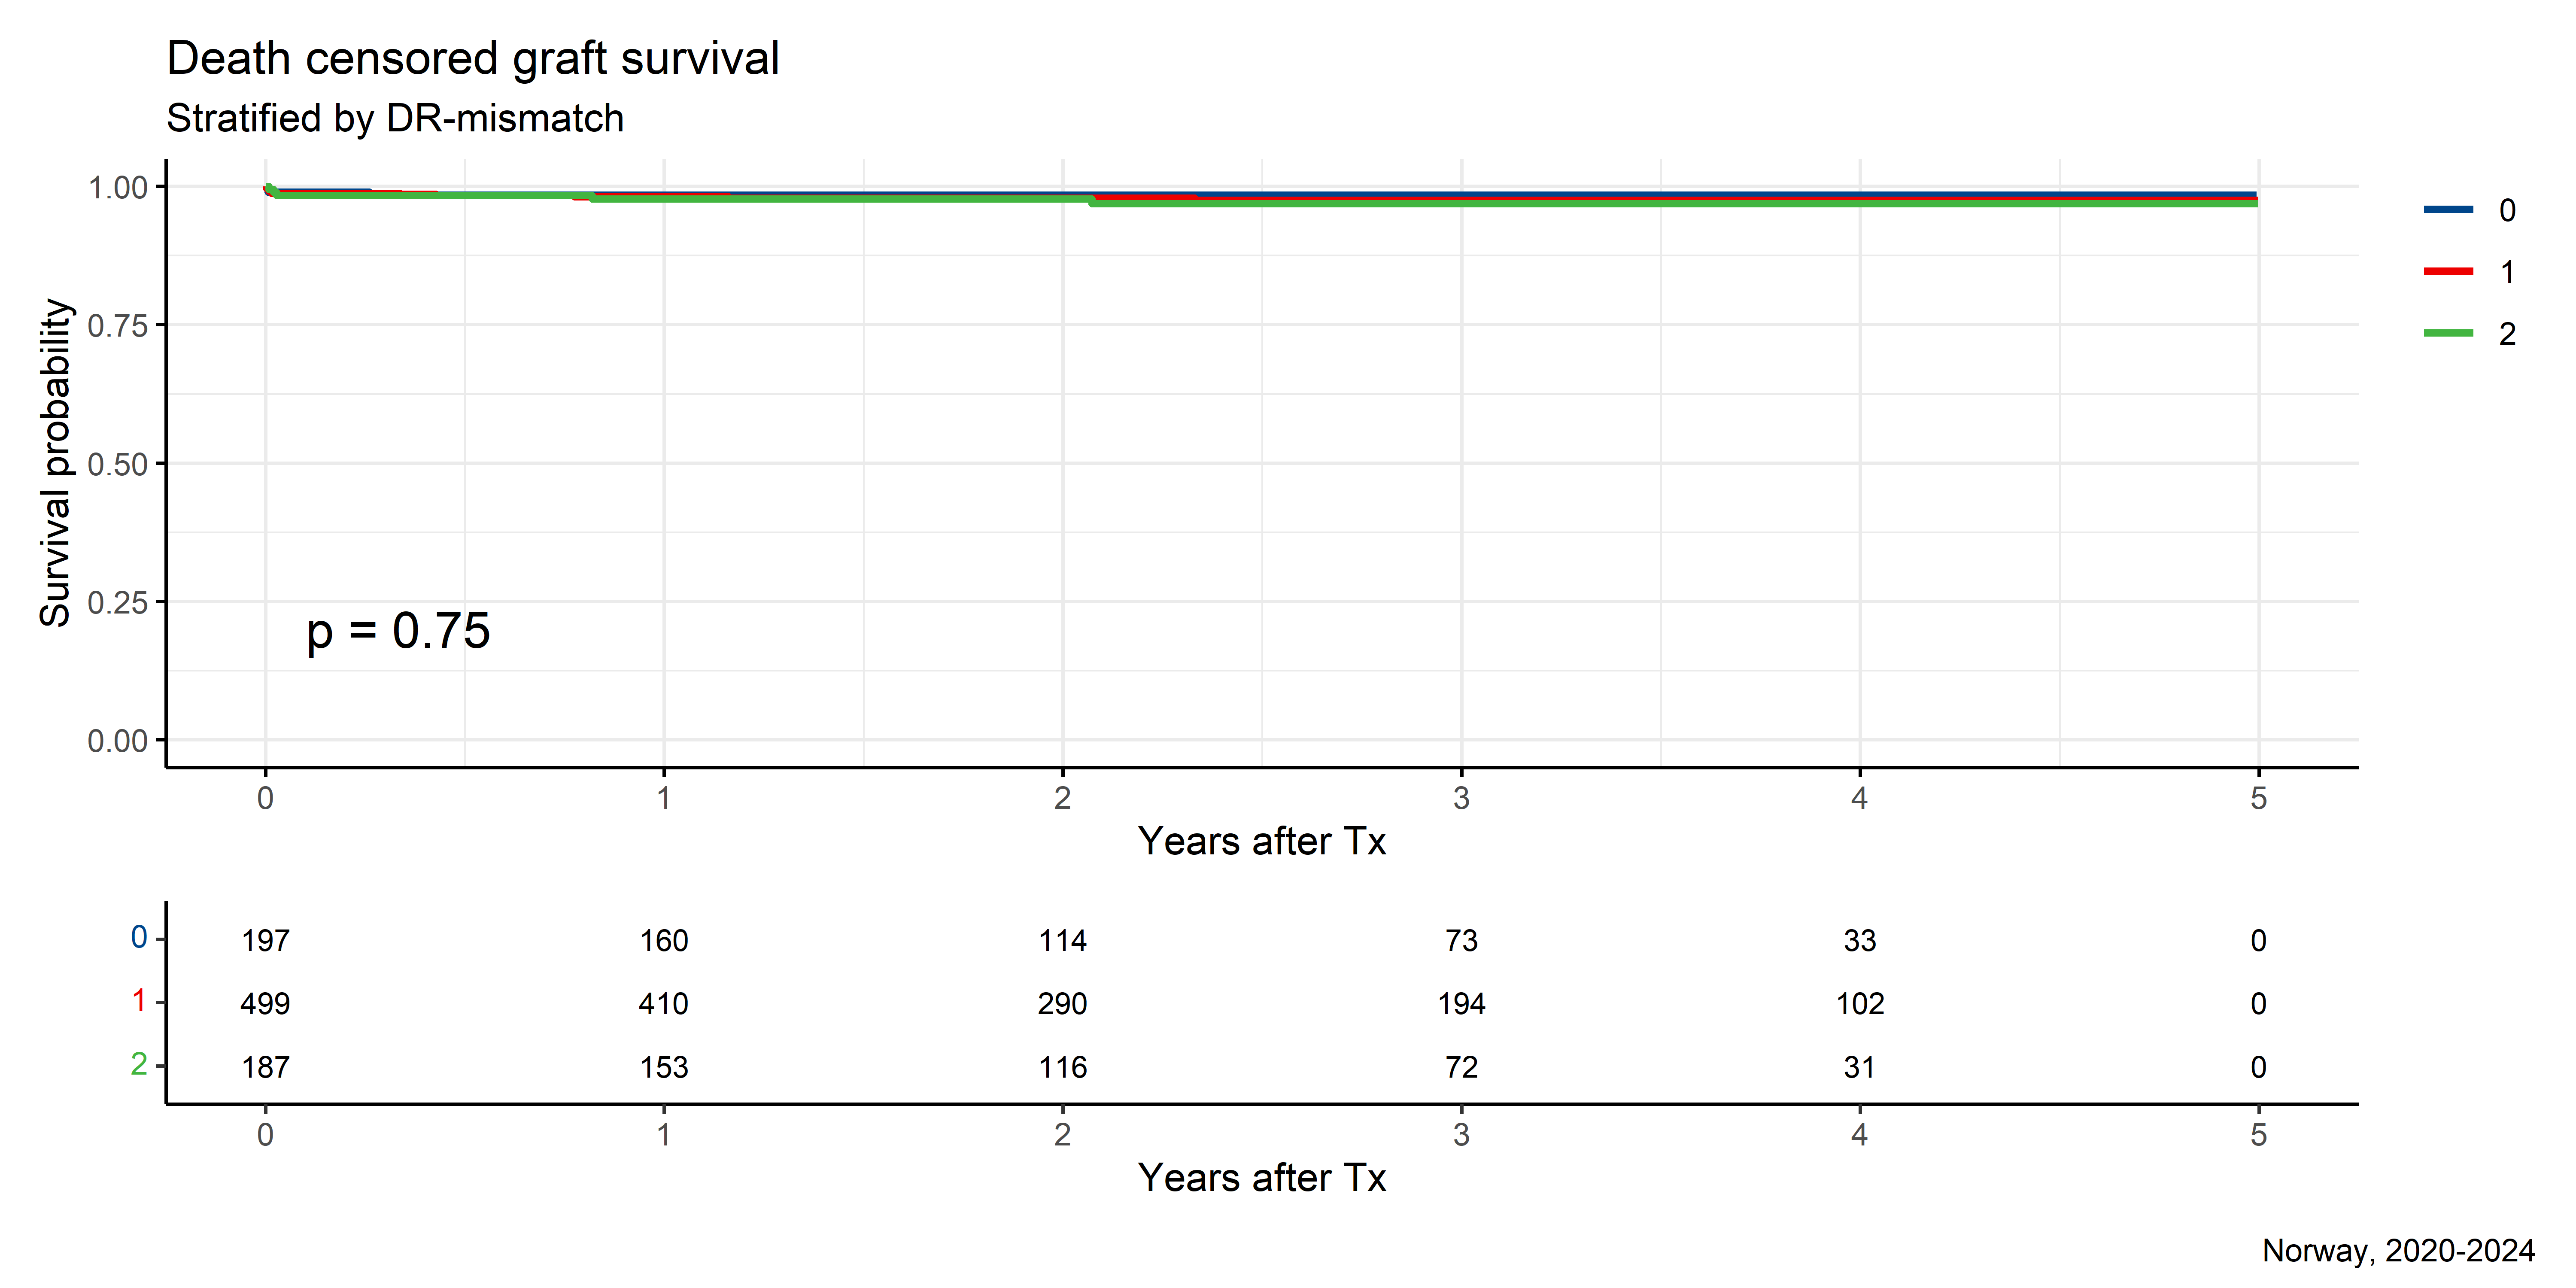 Death censored graft survival
Stratified by DR-mismatch
Survival probability
1.00
0.75
0.50
0.25
0.00
p = 0.75
0
1
2
0 1 2 3 4 5
Years after Tx
0 197 160 114 73 33 0
1 499 410 290 194 102 0
2 187 153 116 72 31 0
0 1 2 3 4 5
Years after Tx
Norway, 2020-2024